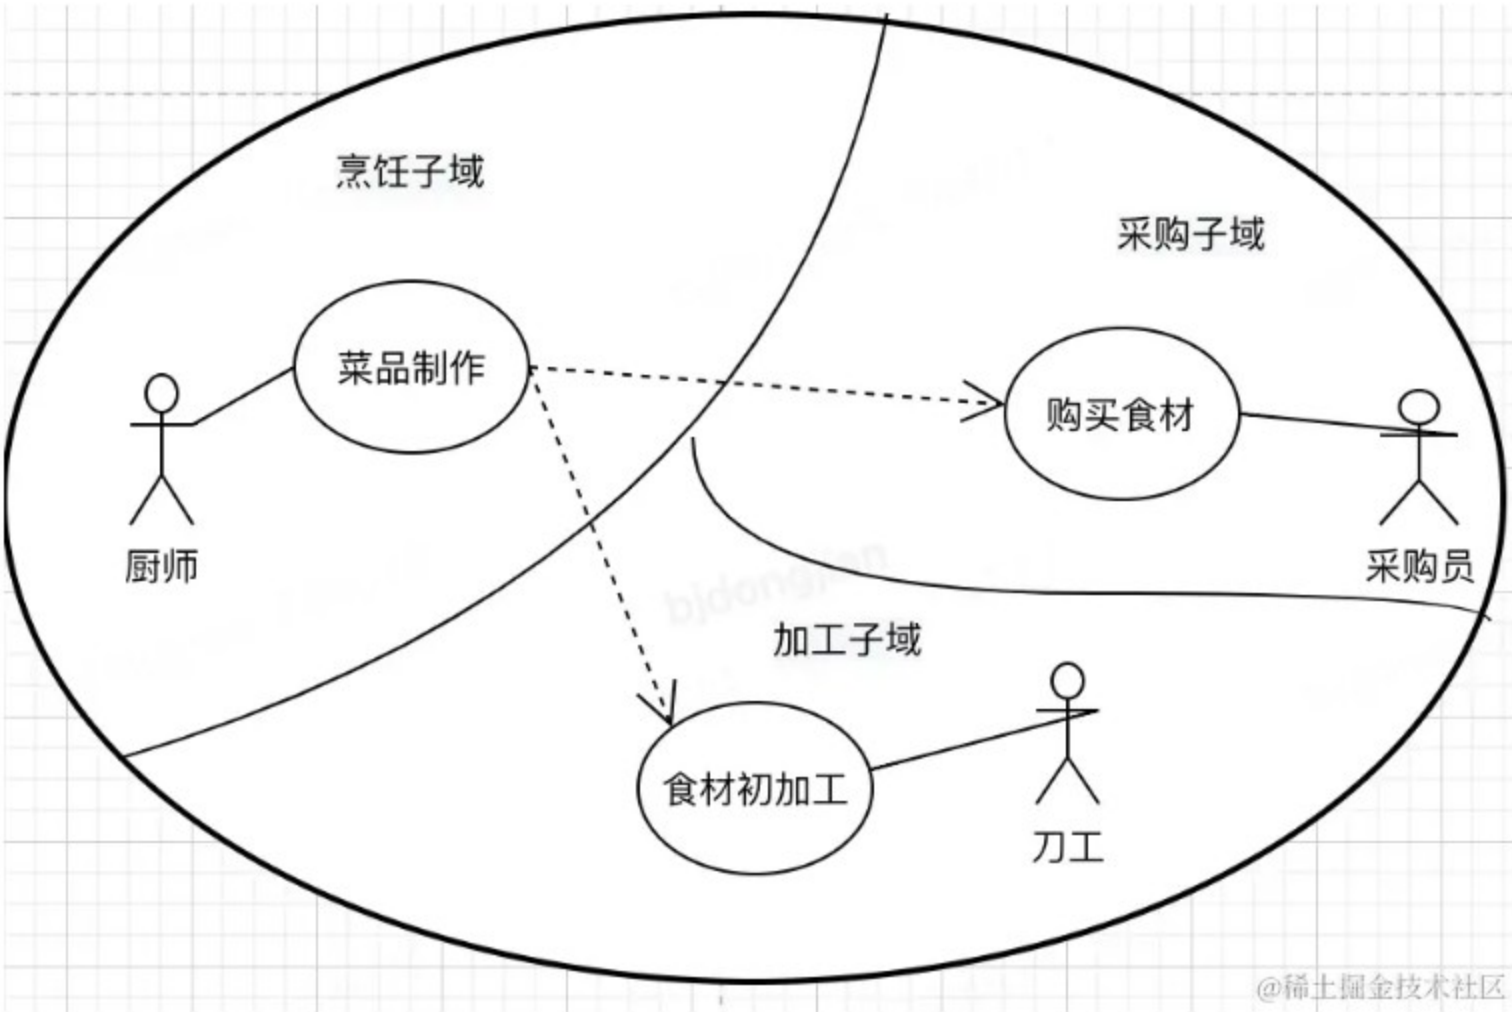 烹饪子域
采购子域
菜品制作
购买食材
厨师
采购员
bjdongjien
加工子域
食材初加工
刀工
@稀土掘金技术社区